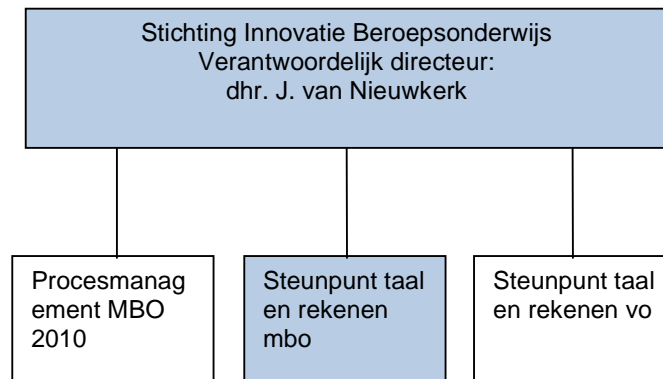 Stichting Innovatie Beroepsonderwijs
Verantwoordelijk directeur:
dhr. J. van Nieuwkerk
Procesmanag
ement MBO
2010
Steunpunt taal
en rekenen
mbo
Steunpunt taal
en rekenen vo